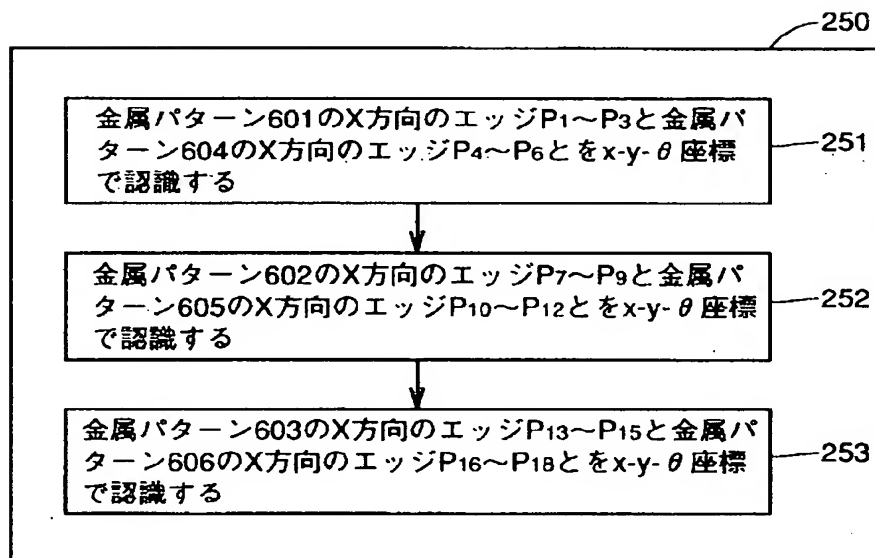 250
金属パターン601のX方向のエッジP1〜P3と金属パ
ターン604のX方向のエッジP4〜P6とをx-y-θ座標
で認識する
251
金属パターン602のX方向のエッジP7〜P9と金属パ
ターン605のX方向のエッジP10〜P12とをx-y-θ座標
で認識する
252
金属パターン603のX方向のエッジP13〜P15と金属パ
ターン606のX方向のエッジP16〜P18とをx-y-θ座標
で認識する
253